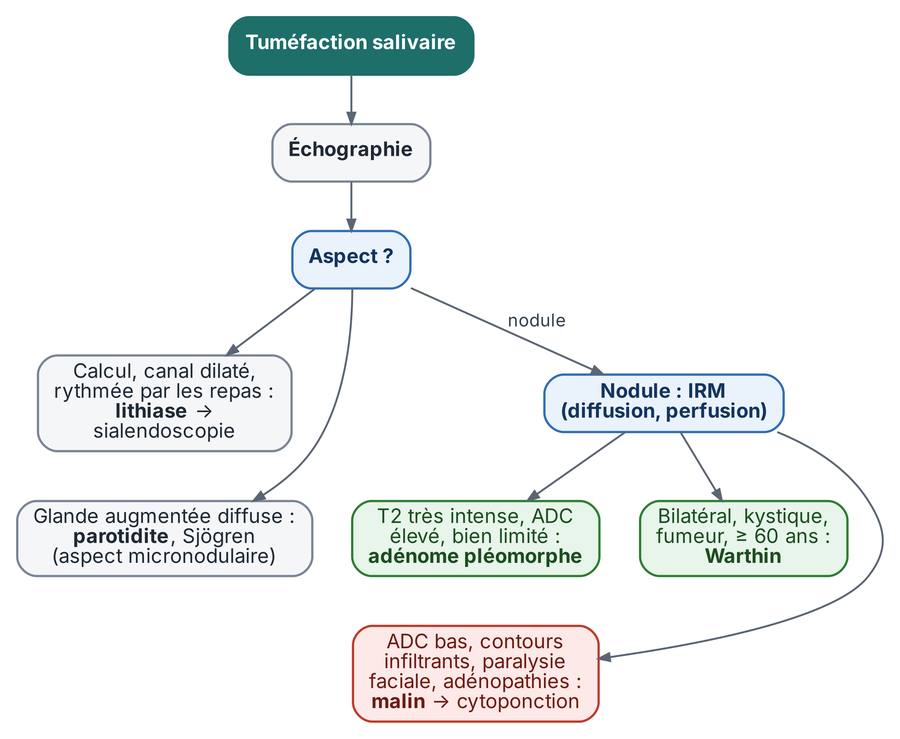 Tuméfaction salivaire
Échographie
Aspect ?
nodule
Calcul, canal dilaté,
rythmée par les repas :
lithiase →
sialendoscopie
Nodule : IRM
(diffusion, perfusion)
Glande augmentée diffuse :
parotidite, Sjögren
(aspect micronodulaire)
T2 très intense, ADC
élevé, bien limité :
adénome pléomorphe
Bilatéral, kystique,
fumeur, ≥ 60 ans :
Warthin
ADC bas, contours
infiltrants, paralysie
faciale, adénopathies :
malin → cytoponction